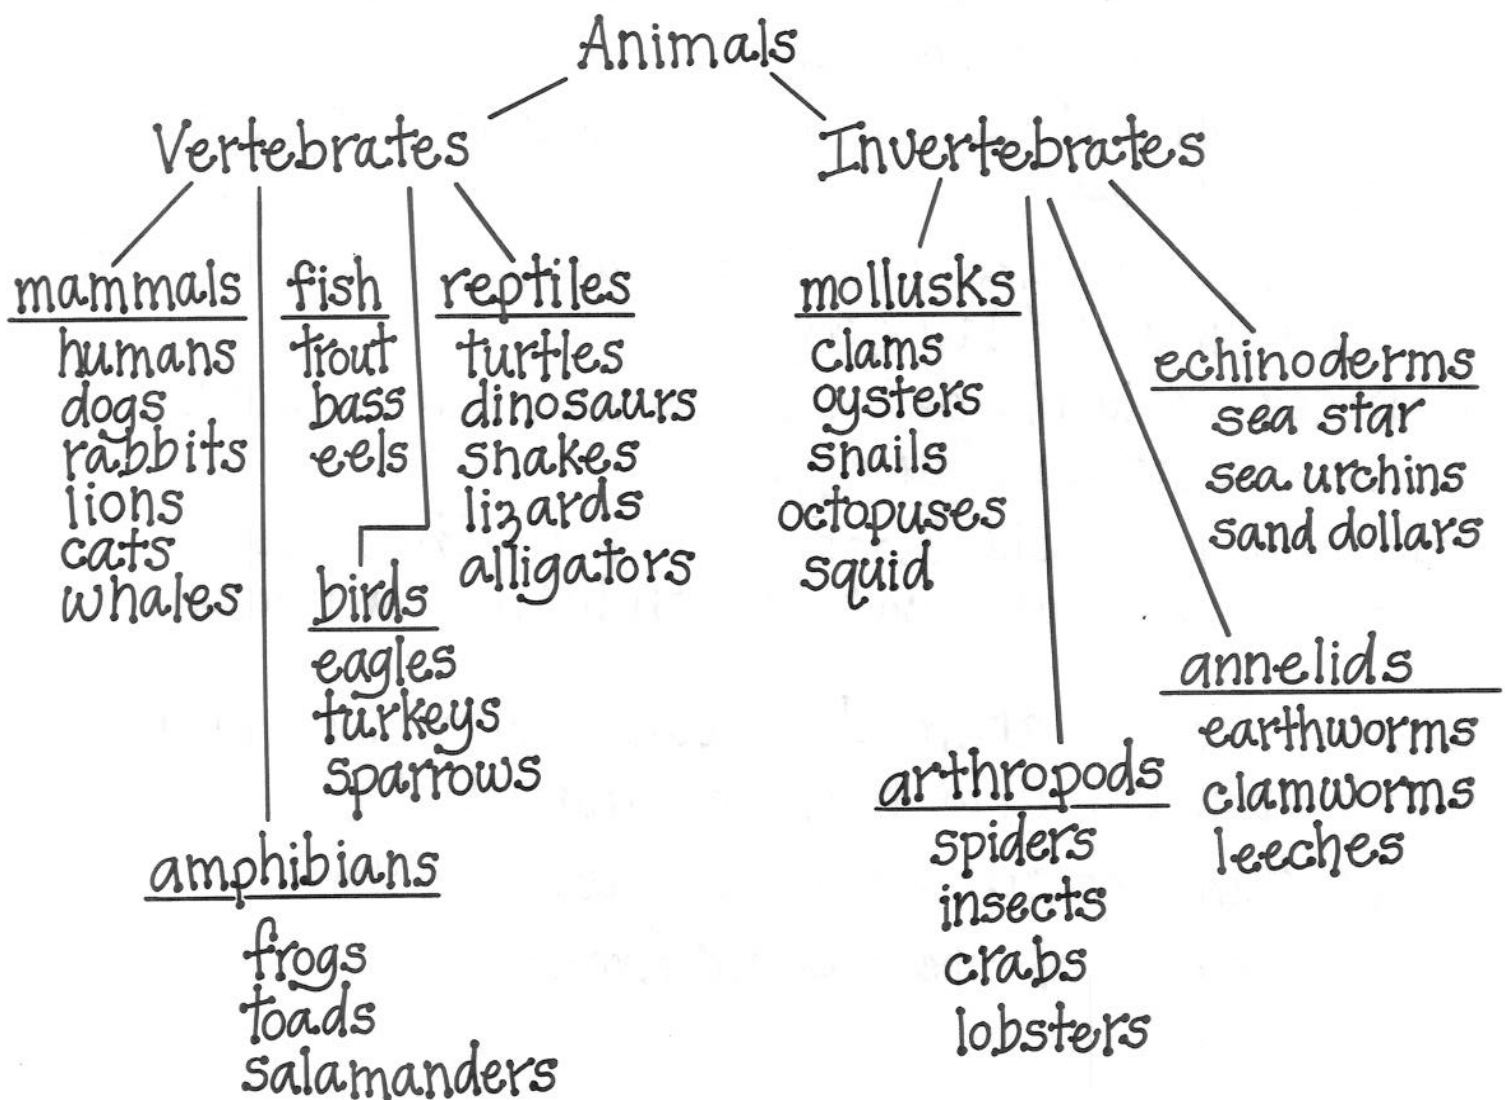 Animals
Vertebrates
Invertebrates
mammals
humans
dogs
rabbits
lions
cats
whales
fish
trout
bass
eels
reptiles
turtles
dinosaurs
snakes
lizards
alligators
birds
eagles
turkeys
sparrows
amphibians
frogs
toads
salamanders
mollusks
clams
oysters
snails
octopuses
squid
echinoderms
sea star
sea urchins
sand dollars
annelids
earthworms
clamworms
leeches
arthropods
spiders
insects
crabs
lobsters